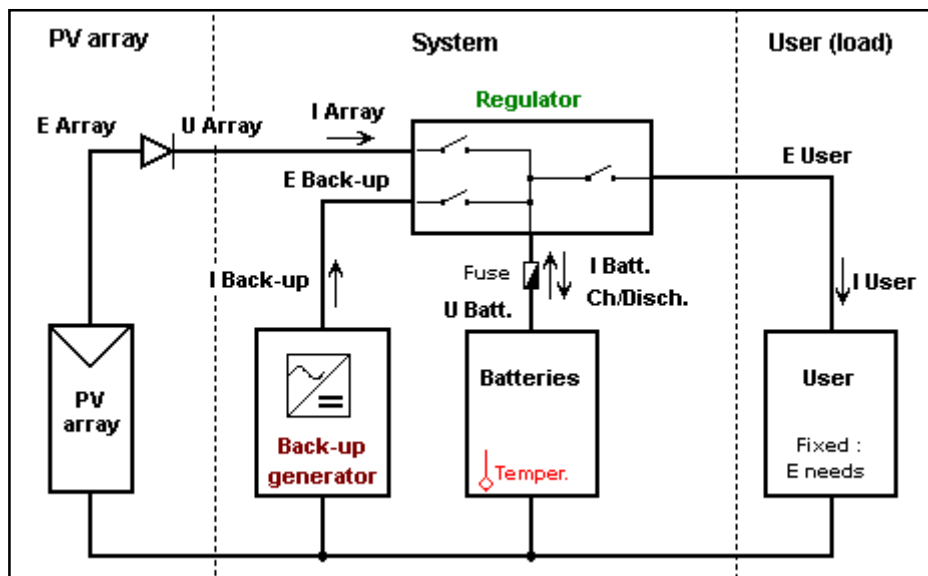 PV array
System
User (load)
Regulator
I Array
E Array
U Array
E User
E Back-up
I Back-up
Fuse
I Batt.
Ch/Disch.
U Batt.
I User
PV
array
Back-up
generator
Batteries
Temper.
User
Fixed :
E needs